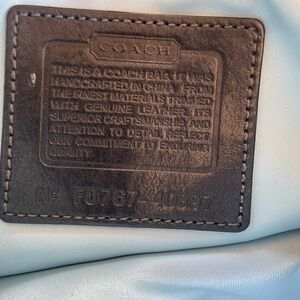 COACH
THIS IS A COACH BAG. IT WAS
HANDCRAFTED IN CHINA FROM
THE FINEST MATERIALS TRIMMED
WITH GENUINE LEATHER. ITS
SUPERIOR CRAFTSMANSHIP AND
ATTENTION TO DETAIL REFLECT
OUR COMMITMENT TO ENDURING
QUALITY.
Nº F0767-